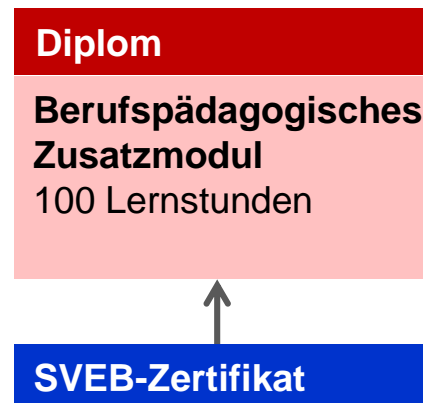 Diplom
Berufspädagogisches
Zusatzmodul
100 Lernstunden
SVEB-Zertifikat